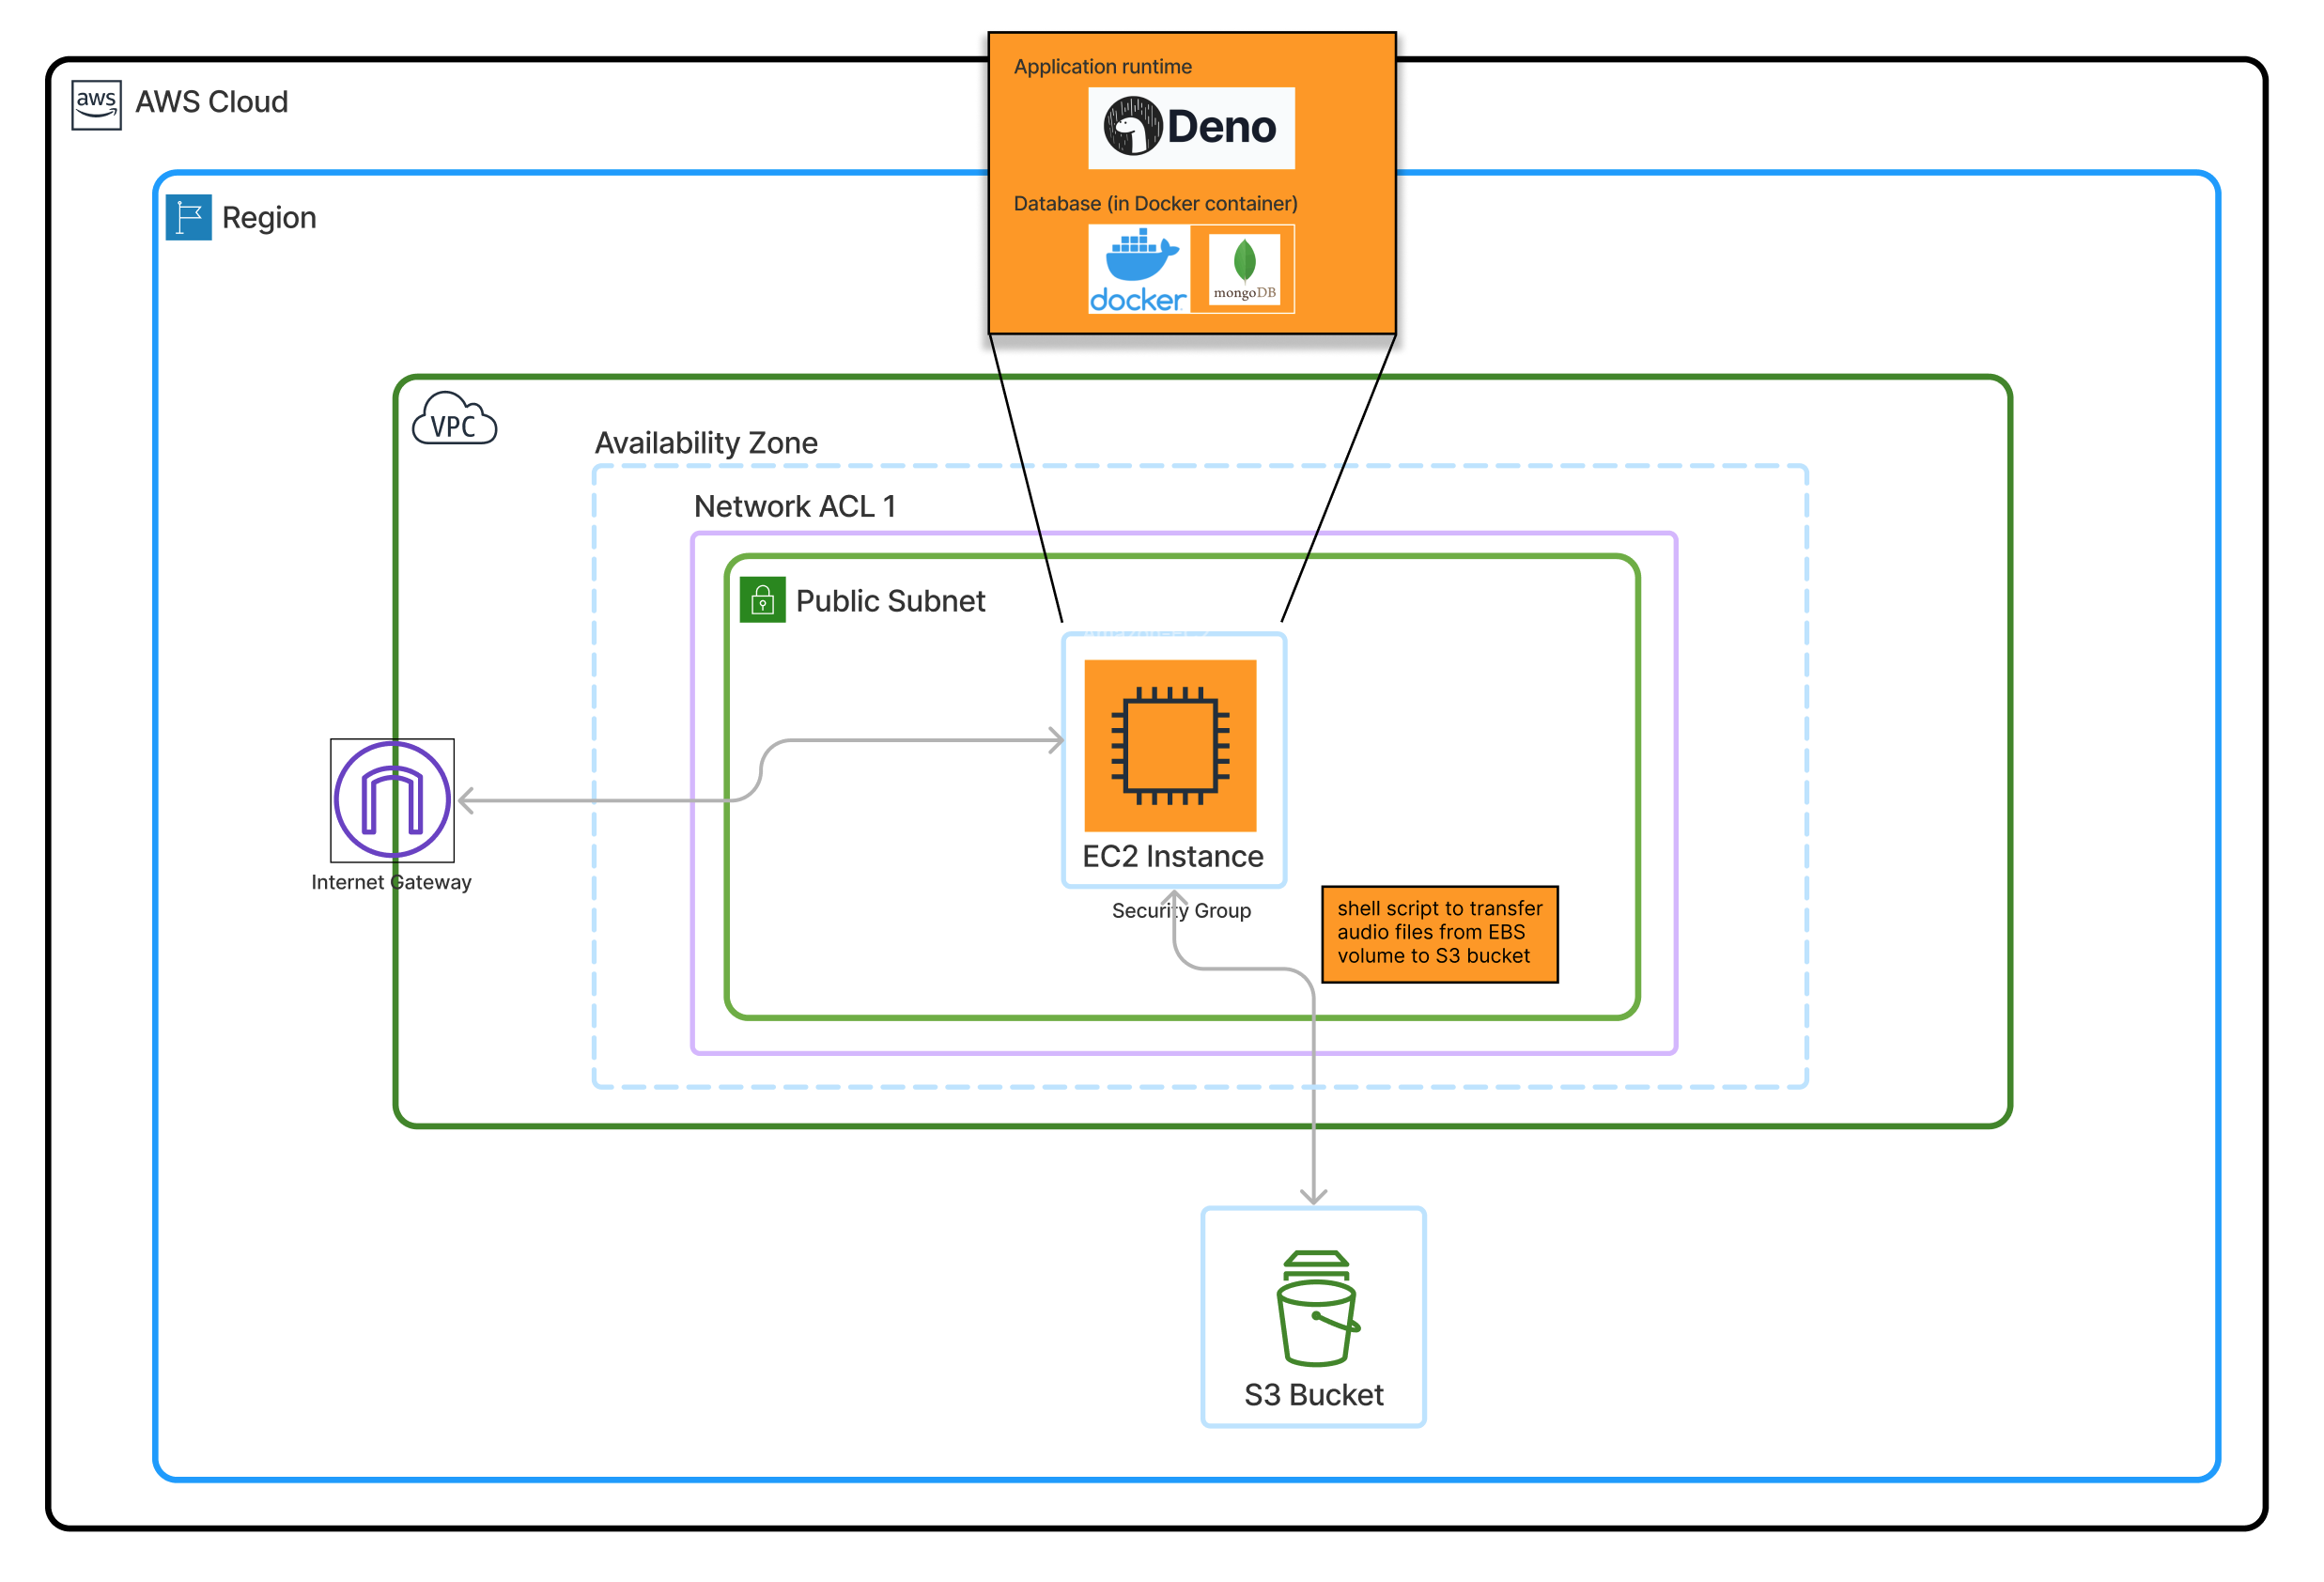 Application runtime
Deno
aws
AWS Cloud
Database (in Docker container)
Region
docker
mongoDB
VPC
Availability Zone
Network ACL 1
Public Subnet
EC2 Instance
Internet Gateway
Security Group
shell script to transfer
audio files from EBS
volume to S3 bucket
S3 Bucket